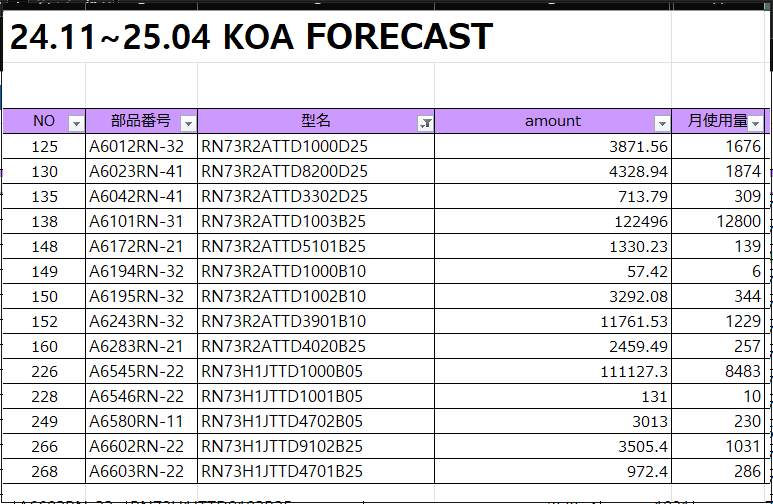 24.11~25.04 KOA FORECAST
NO 部品番号 型名 amount 月使用量
125 A6012RN-32 RN73R2ATTD1000D25 3871.56 1676
130 A6023RN-41 RN73R2ATTD8200D25 4328.94 1874
135 A6042RN-41 RN73R2ATTD3302D25 713.79 309
138 A6101RN-31 RN73R2ATTD1003B25 122496 12800
148 A6172RN-21 RN73R2ATTD5101B25 1330.23 139
149 A6194RN-32 RN73R2ATTD1000B10 57.42 6
150 A6195RN-32 RN73R2ATTD1002B10 3292.08 344
152 A6243RN-32 RN73R2ATTD3901B10 11761.53 1229
160 A6283RN-21 RN73R2ATTD4020B25 2459.49 257
226 A6545RN-22 RN73H1JTTD1000B05 111127.3 8483
228 A6546RN-22 RN73H1JTTD1001B05 131 10
249 A6580RN-11 RN73H1JTTD4702B05 3013 230
266 A6602RN-22 RN73H1JTTD9102B25 3505.4 1031
268 A6603RN-22 RN73H1JTTD4701B25 972.4 286